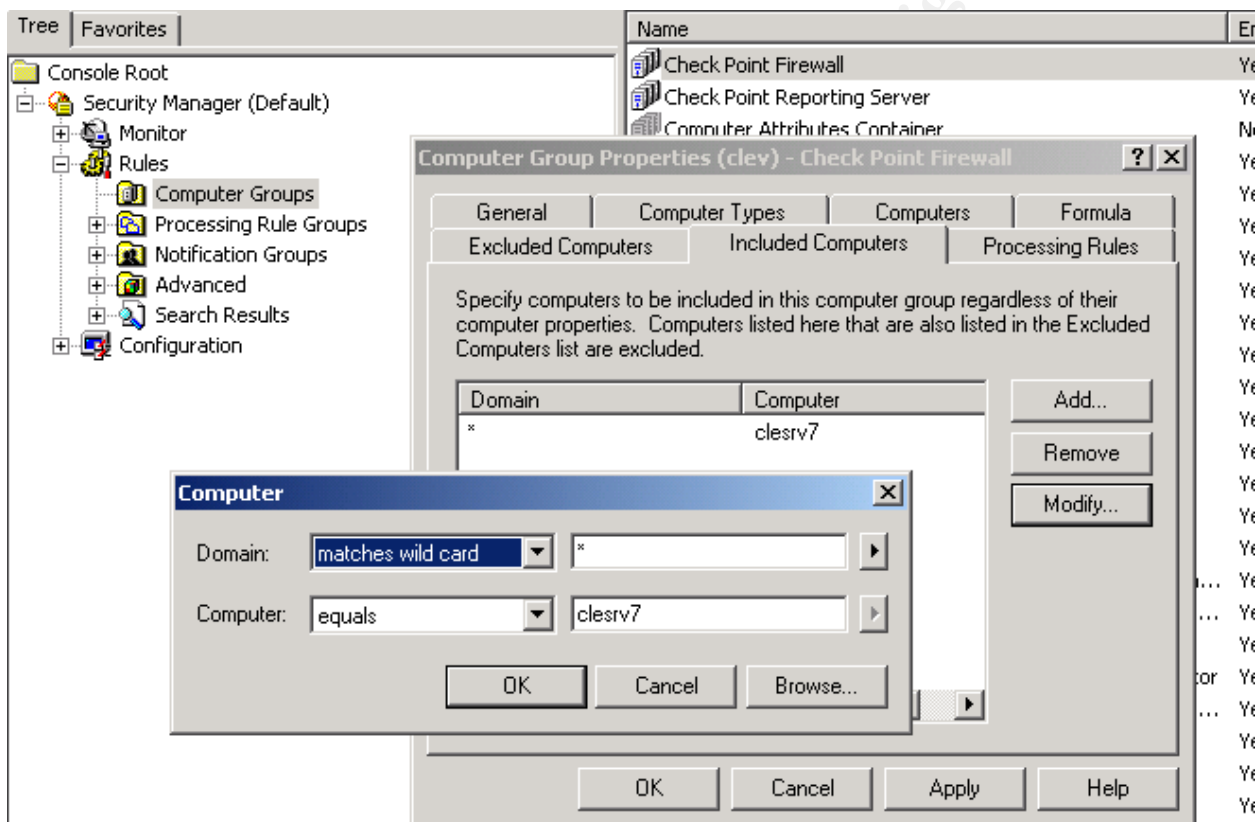 Tree Favorites
Name
Console Root
Security Manager (Default)
Monitor
Rules
Computer Groups
Processing Rule Groups
Notification Groups
Advanced
Search Results
Configuration
Check Point Firewall
Check Point Reporting Server
Computer Attributes Container
Computer Group Properties (clev) - Check Point Firewall
General Computer Types Computers Formula
Excluded Computers Included Computers Processing Rules
Specify computers to be included in this computer group regardless of their
computer properties. Computers listed here that are also listed in the Excluded
Computers list are excluded.
Domain Computer
* clesrv7
Add...
Remove
Modify...
Computer
Domain: matches wild card *
Computer: equals clesrv7
OK Cancel Browse...
OK Cancel Apply Help